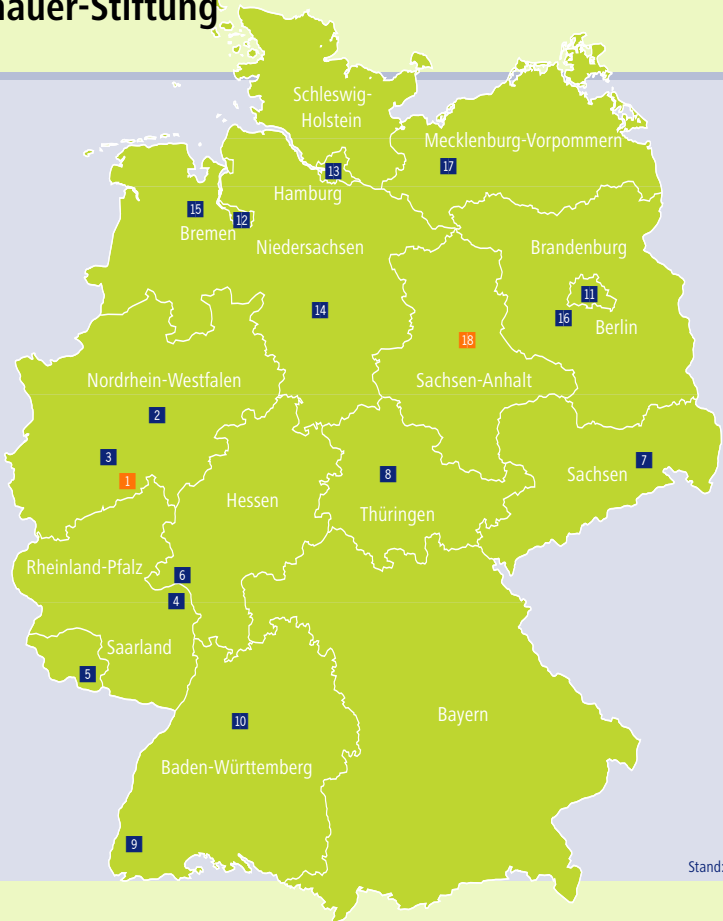 nauer-Stiftung
Schleswig-
Holstein
Mecklenburg-Vorpommern
17
13
Hamburg
15
12
Bremen
Niedersachsen
Brandenburg
11
14
16
Berlin
18
Nordrhein-Westfalen
Sachsen-Anhalt
2
3
7
1
8
Sachsen
Hessen
Thüringen
Rheinland-Pfalz
6
4
Saarland
5
10
Bayern
Baden-Württemberg
9
Stand: